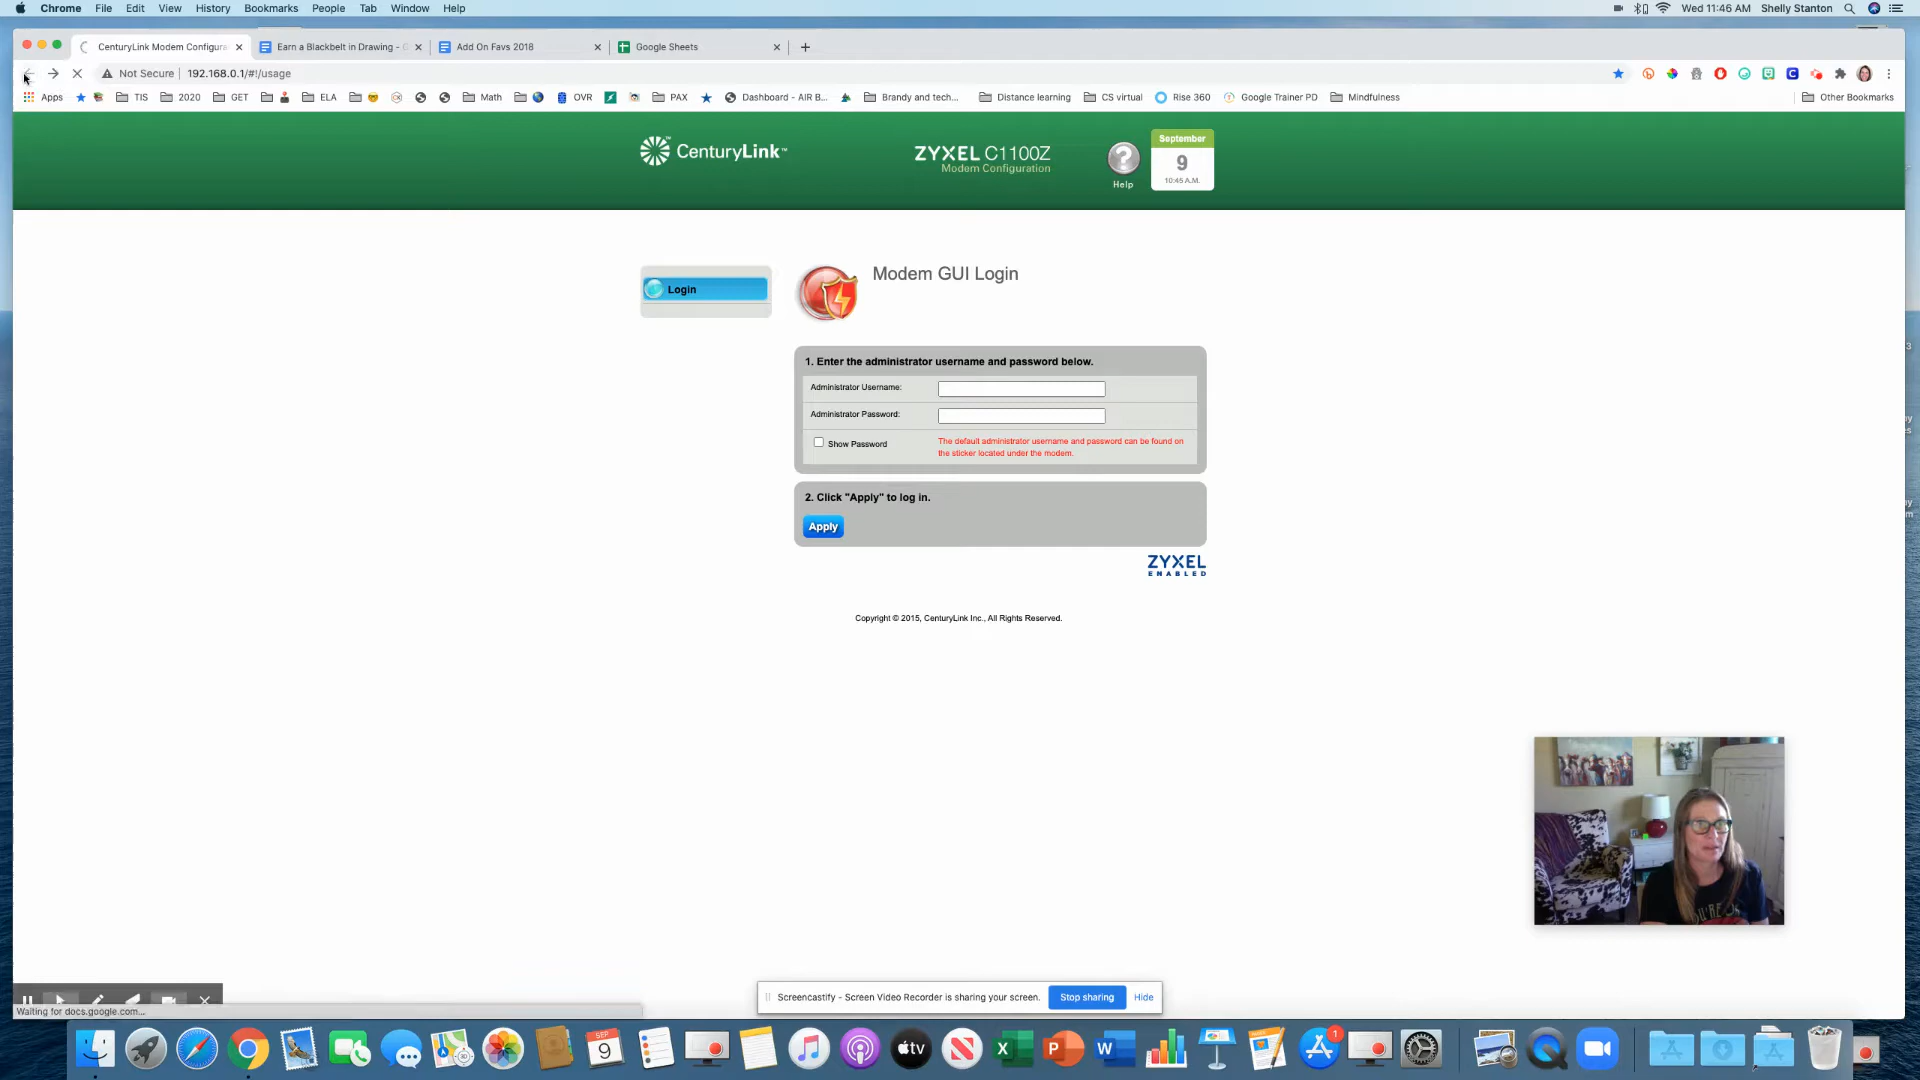 Chrome File Edit View History Bookmarks People Tab Window Help Wed 11:46 AM Shelly Stanton
CenturyLink Modem Configura Earn a Blackbelt in Drawing - G Add On Favs 2018 Google Sheets
Not Secure 192.168.0.1/#!/usage
Apps TIS 2020 GET ELA Math OVR PAX Dashboard - AIR B... Brandy and tech... Distance learning CS virtual Rise 360 Google Trainer PD Mindfulness Other Bookmarks
CenturyLink™
ZYXEL C1100Z
Modem Configuration
Help
September
9
10:45 A.M.
Login
Modem GUI Login
1. Enter the administrator username and password below.
Administrator Username:
Administrator Password:
Show Password
The default administrator username and password can be found on
the sticker located under the modem.
2. Click "Apply" to log in.
Apply
ZYXEL
ENABLED
Copyright © 2015, CenturyLink Inc., All Rights Reserved.
Screencastify - Screen Video Recorder is sharing your screen. Stop sharing Hide
Waiting for docs.google.com...
SEP
9
tv
1